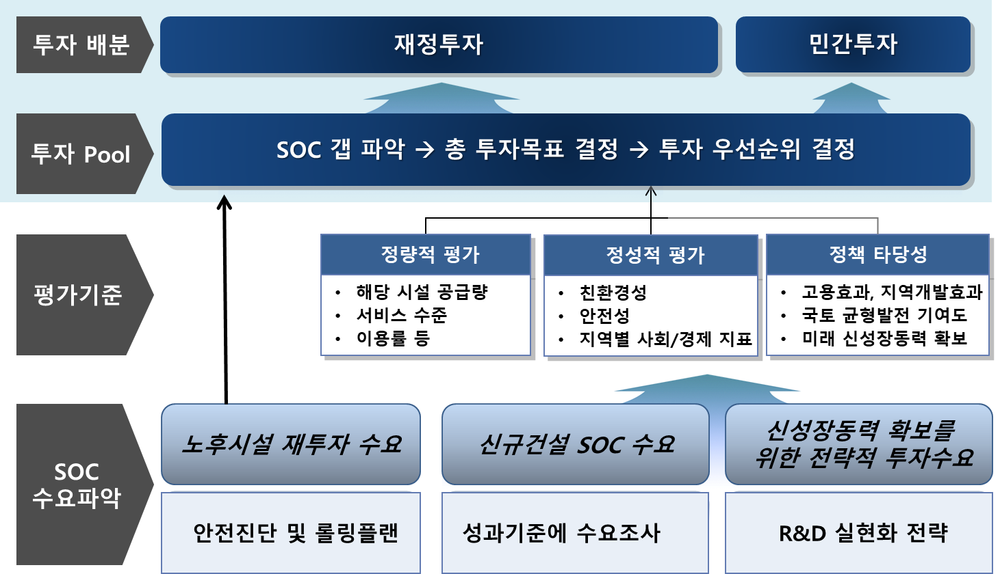 투자 배분
재정투자
민간투자
투자 Pool
SOC 갭 파악 → 총 투자목표 결정 → 투자 우선순위 결정
평가기준
정량적 평가
• 해당 시설 공급량
• 서비스 수준
• 이용률 등
정성적 평가
• 친환경성
• 안전성
• 지역별 사회/경제 지표
정책 타당성
• 고용효과, 지역개발효과
• 국토 균형발전 기여도
• 미래 신성장동력 확보
SOC
수요파악
노후시설 재투자 수요
신규건설 SOC 수요
신성장동력 확보를
위한 전략적 투자수요
안전진단 및 롤링플랜
성과기준에 수요조사
R&D 실현화 전략